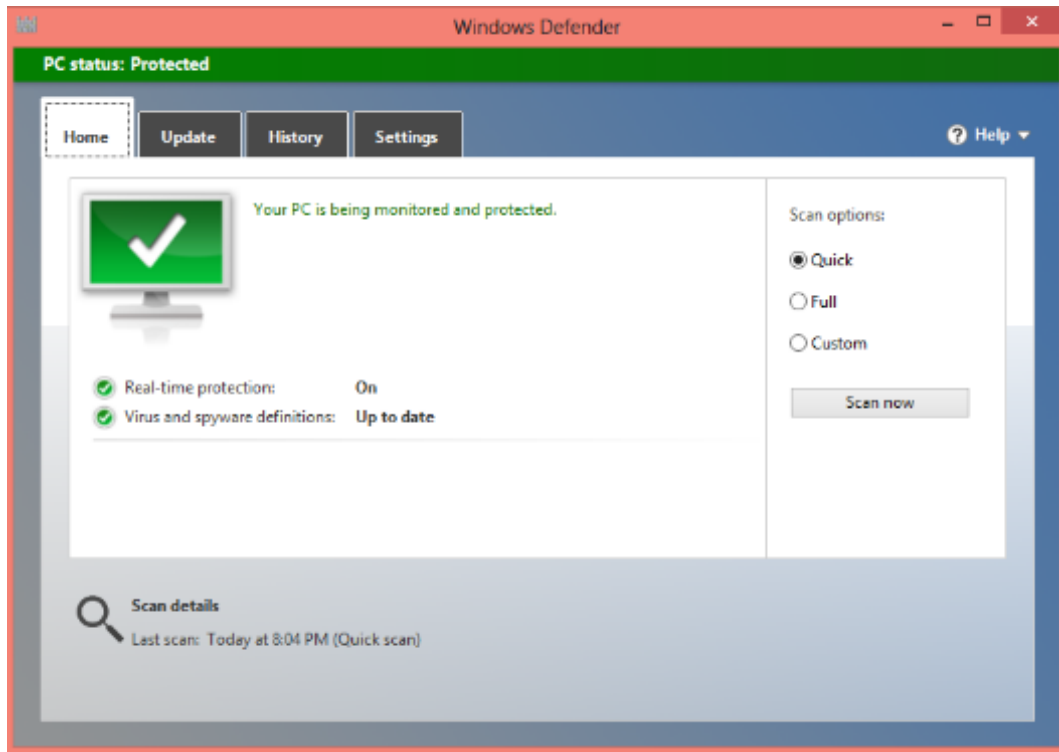 Windows Defender
PC status: Protected
Home Update History Settings Help
Your PC is being monitored and protected.
Real-time protection: On
Virus and spyware definitions: Up to date
Scan options:
Quick
Full
Custom
Scan now
Scan details
Last scan: Today at 8:04 PM (Quick scan)